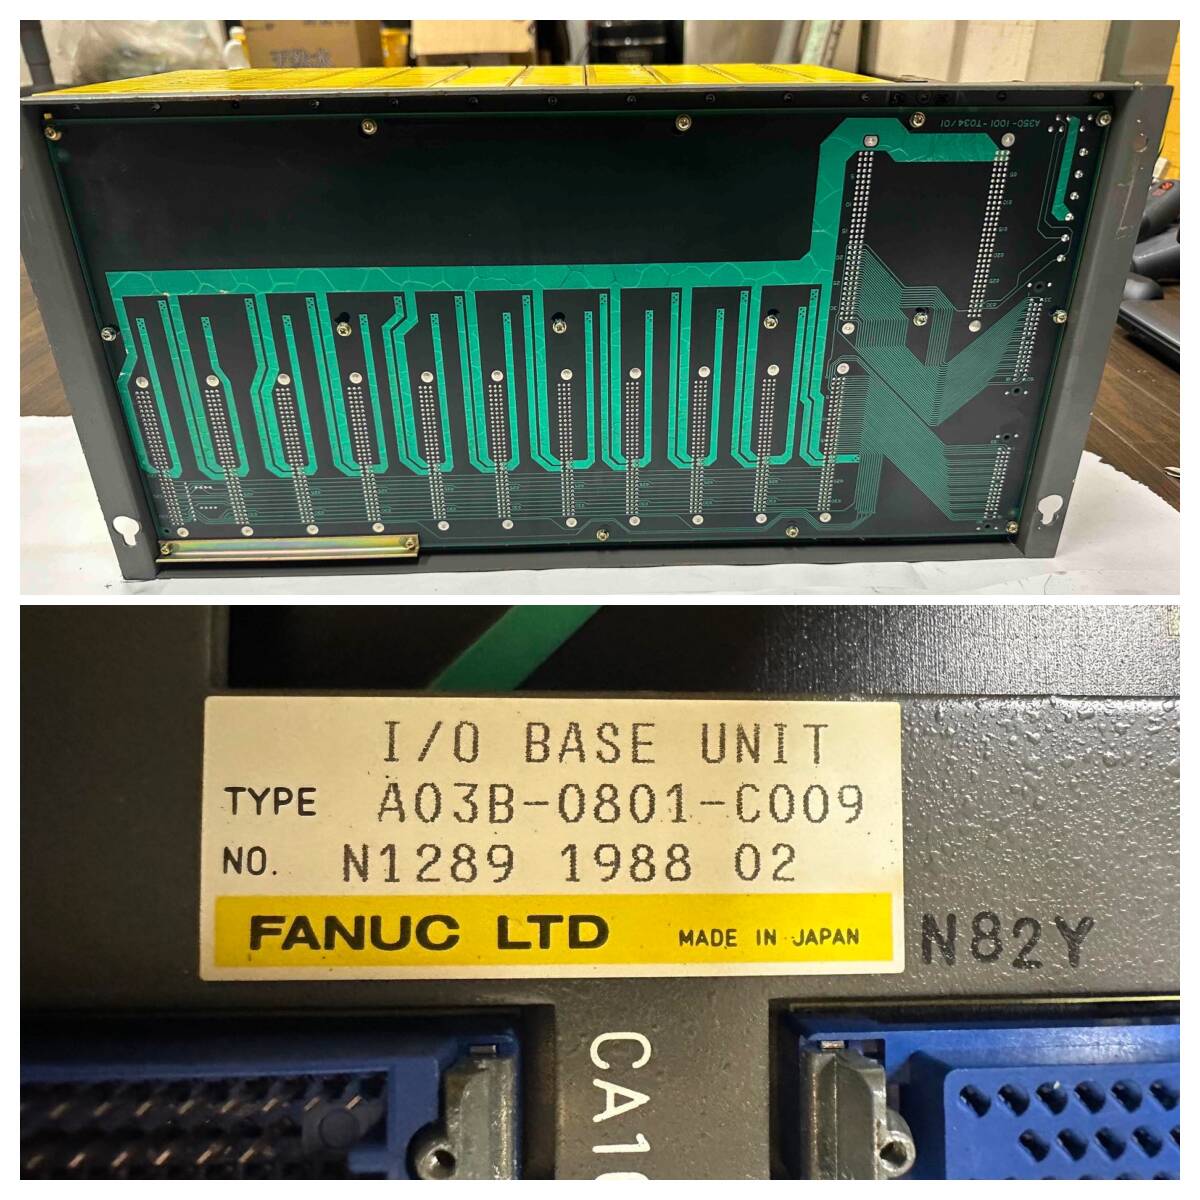 A350-1001-T034/01
I/O BASE UNIT
TYPE A03B-0801-C009
NO. N1289 1988 02
FANUC LTD MADE IN JAPAN
N82Y
CA1